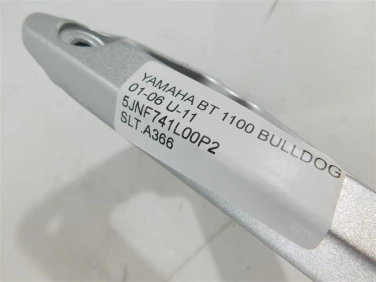 YAMAHA BT 1100 BULLDOG
01-06 U-11
5JNF741L00P2
SLT.A366